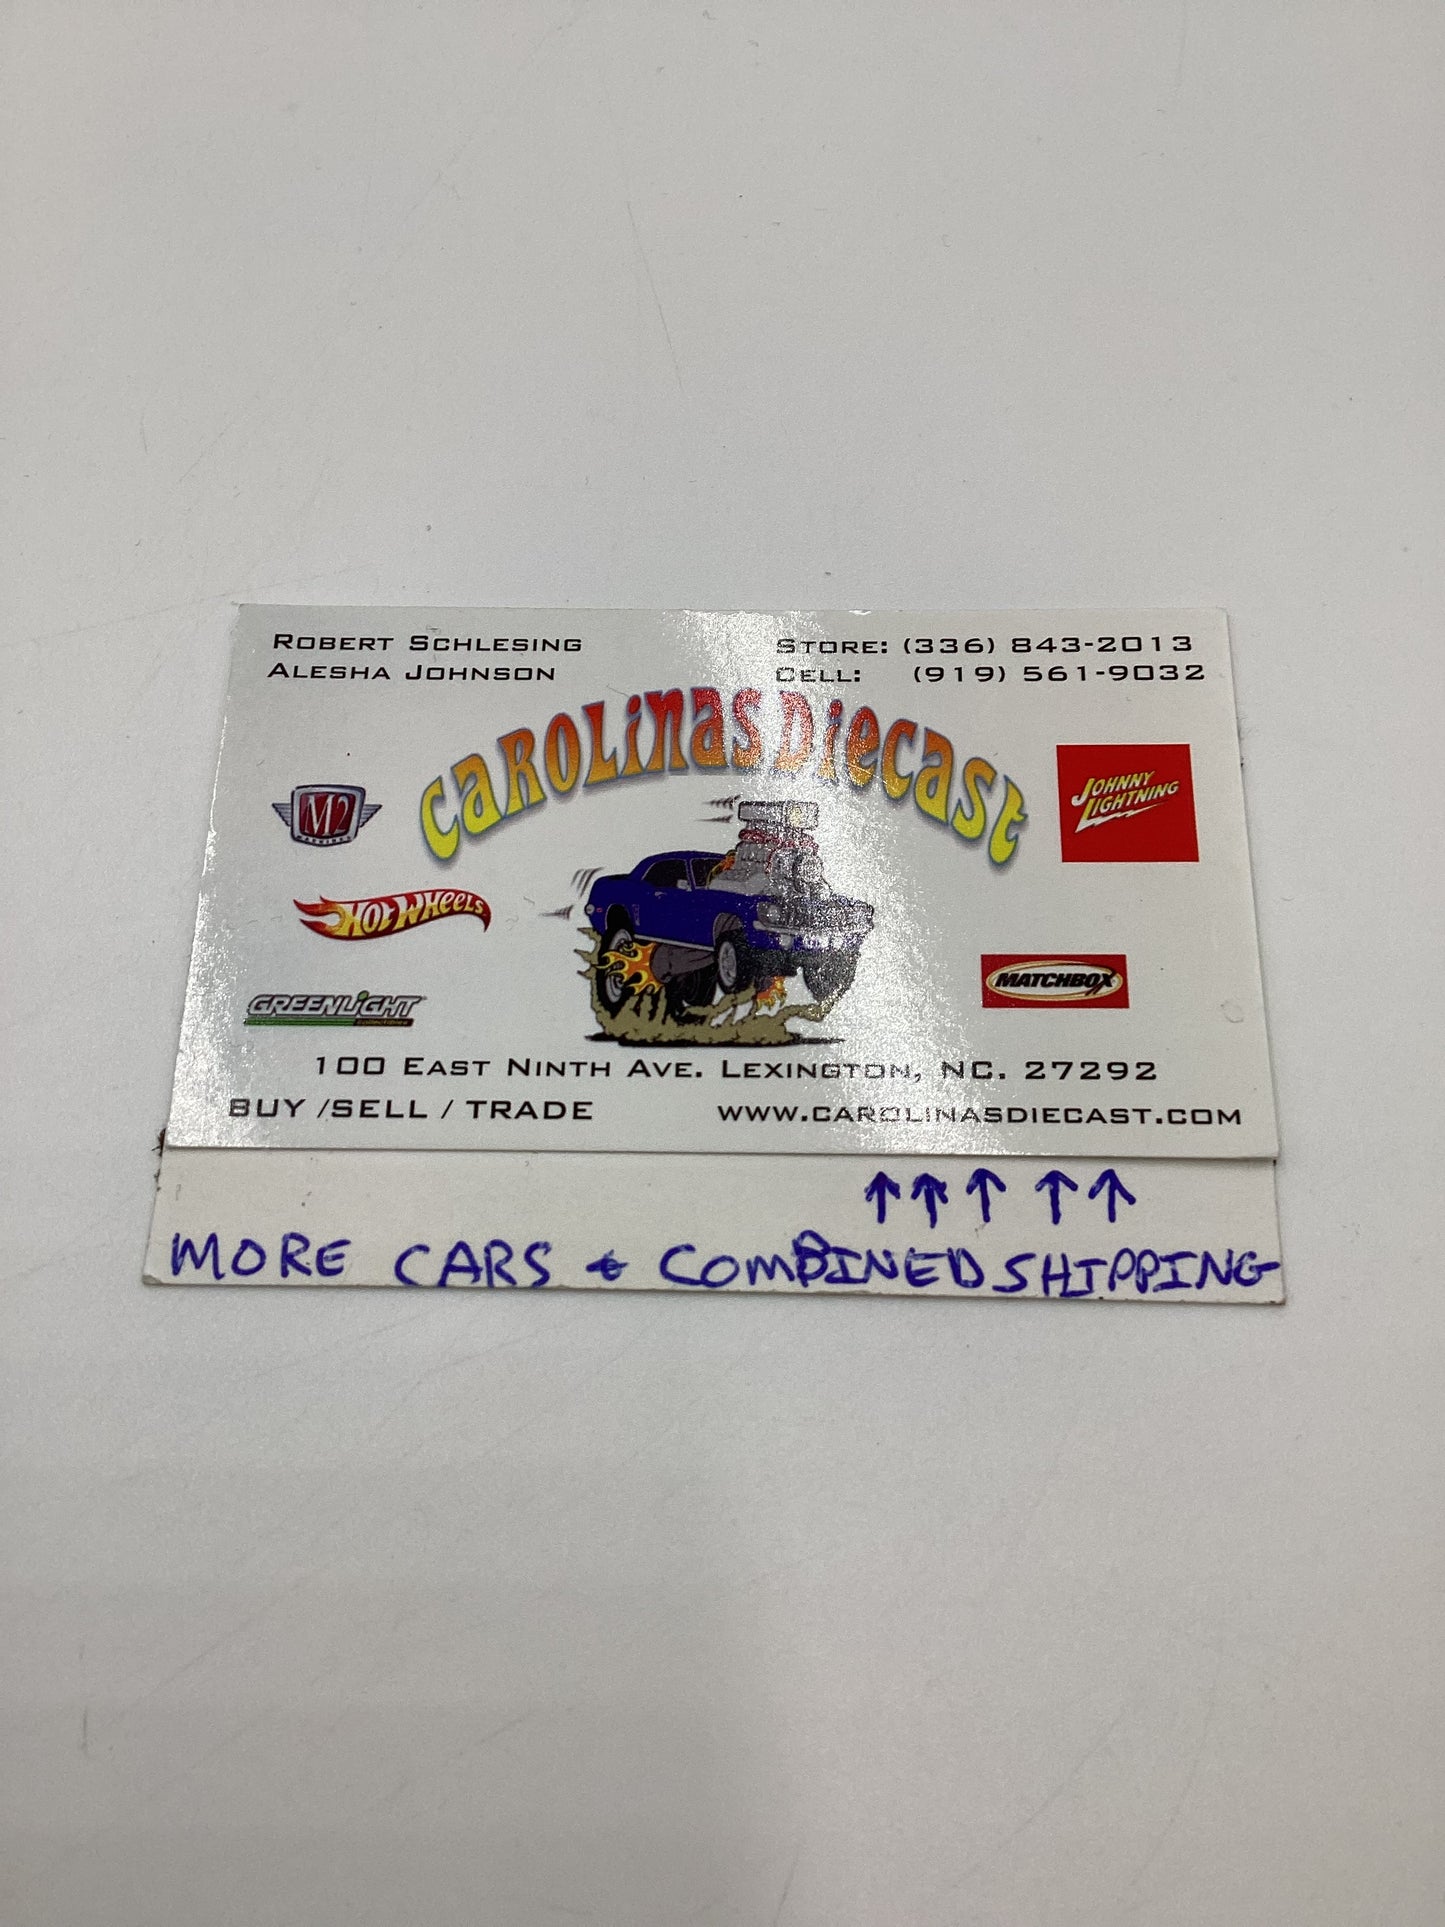 ROBERT SCHLESING
ALESHA JOHNSON
STORE: (336) 843-2013
CELL: (919) 561-9032
CAROLINAS DIECAST
M2
JOHNNY
LIGHTNING
HOT WHEELS
GREENLIGHT
MATCHBOX
100 EAST NINTH AVE. LEXINGTON, NC. 27292
BUY /SELL / TRADE
WWW.CAROLINASDIECAST.COM
↑ ↑ ↑ ↑ ↑
MORE CARS & COMBINED SHIPPING